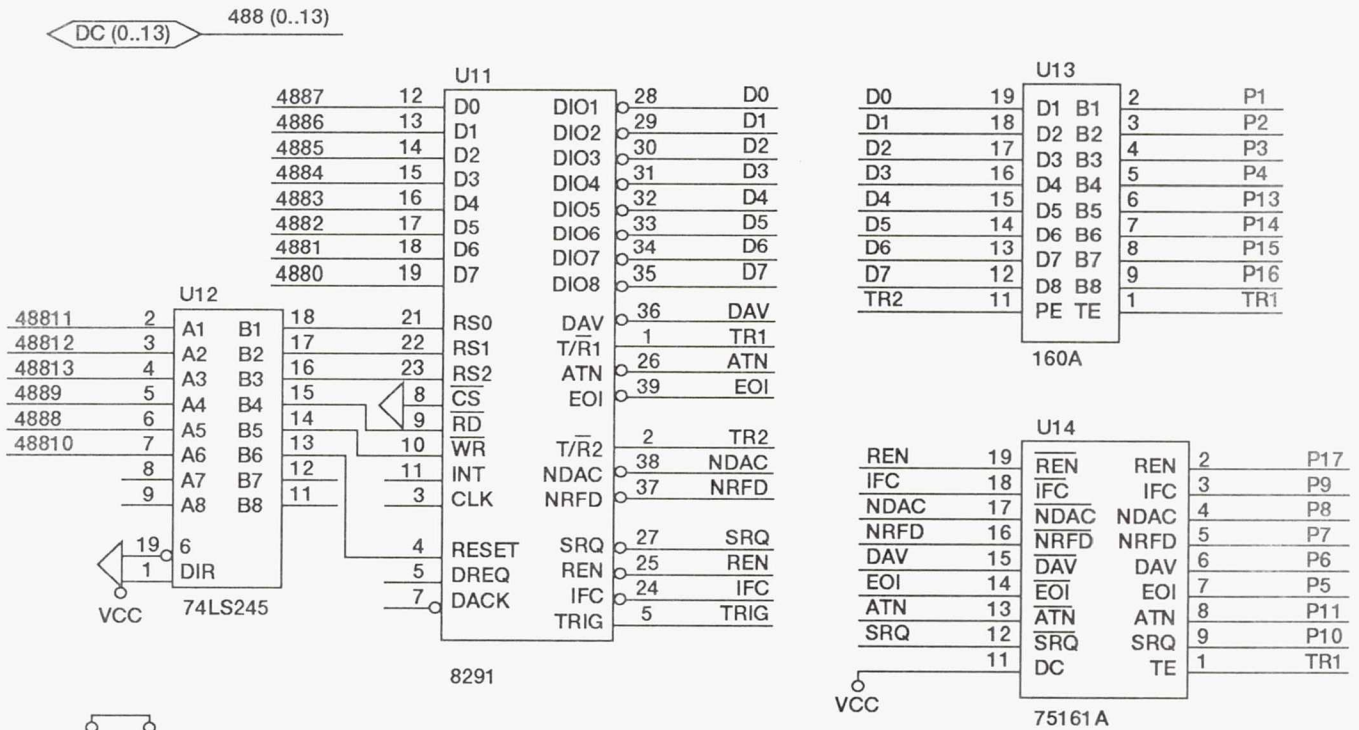 DC (0..13) 488 (0..13)
U11
4887 12 D0 DIO1 28 D0
4886 13 D1 DIO2 29 D1
4885 14 D2 DIO3 30 D2
4884 15 D3 DIO4 31 D3
4883 16 D4 DIO5 32 D4
4882 17 D5 DIO6 33 D5
4881 18 D6 DIO7 34 D6
4880 19 D7 DIO8 35 D7
21 RS0 DAV 36 DAV
22 RS1 T/R1 1 TR1
23 RS2 ATN 26 ATN
8 CS EOI 39 EOI
9 RD
10 WR T/R2 2 TR2
11 INT NDAC 38 NDAC
3 CLK NRFD 37 NRFD
4 RESET SRQ 27 SRQ
5 DREQ REN 25 REN
7 DACK IFC 24 IFC
TRIG 5 TRIG
8291
U12
48811 2 A1 B1 18
48812 3 A2 B2 17
48813 4 A3 B3 16
4889 5 A4 B4 15
4888 6 A5 B5 14
48810 7 A6 B6 13
8 A7 B7 12
9 A8 B8 11
19 6
1 DIR
VCC
74LS245
U13
D0 19 D1 B1 2 P1
D1 18 D2 B2 3 P2
D2 17 D3 B3 4 P3
D3 16 D4 B4 5 P4
D4 15 D5 B5 6 P13
D5 14 D6 B6 7 P14
D6 13 D7 B7 8 P15
D7 12 D8 B8 9 P16
TR2 11 PE TE 1 TR1
160A
U14
REN 19 REN REN 2 P17
IFC 18 IFC IFC 3 P9
NDAC 17 NDAC NDAC 4 P8
NRFD 16 NRFD NRFD 5 P7
DAV 15 DAV DAV 6 P6
EOI 14 EOI EOI 7 P5
ATN 13 ATN ATN 8 P11
SRQ 12 SRQ SRQ 9 P10
11 DC TE 1 TR1
VCC
75161A